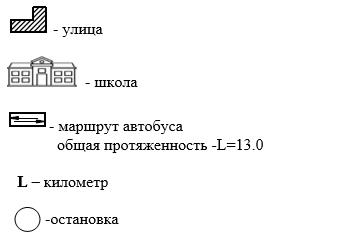 - улица
- школа
- маршрут автобуса
общая протяженность -L=13.0
L – километр
-остановка